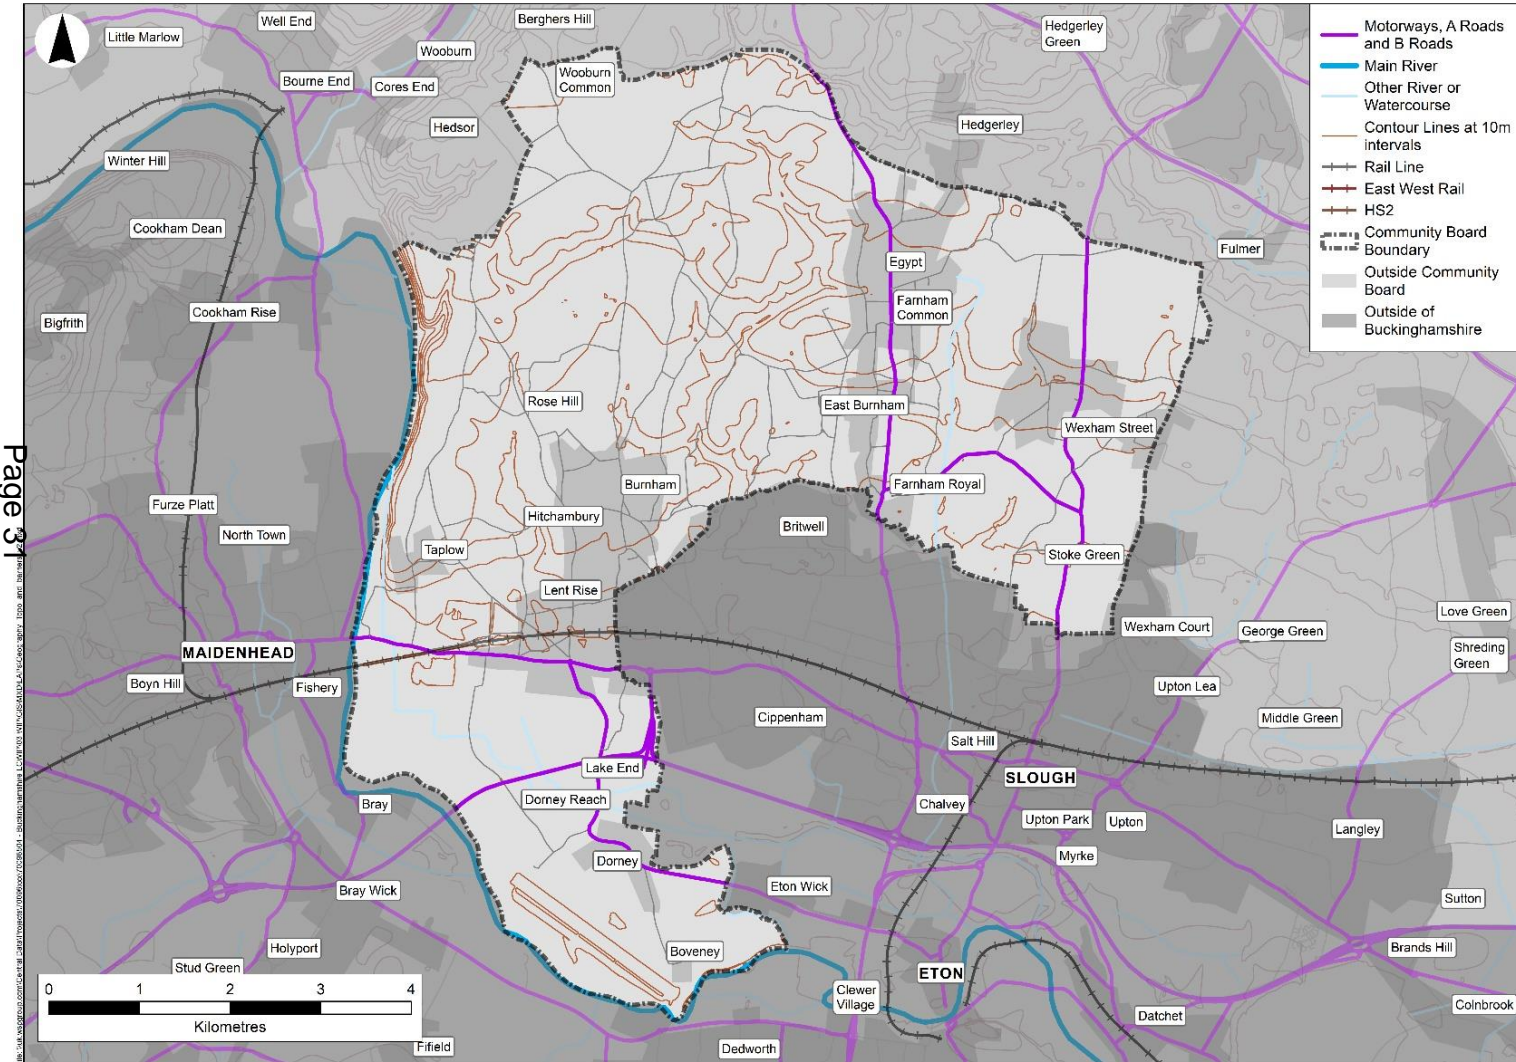 Well End
Berghers Hill
Little Marlow
Wooburn
Hedgerley
Green
Bourne End
Cores End
Wooburn
Common
Hedsor
Hedgerley
Winter Hill
Cookham Dean
Fulmer
Egypt
Farnham
Common
Cookham Rise
Bigfrith
Rose Hill
East Burnham
Wexham Street
Burnham
Farnham Royal
Furze Platt
Hitchambury
Britwell
North Town
Taplow
Stoke Green
Lent Rise
Love Green
Wexham Court
George Green
MAIDENHEAD
Shreding
Green
Boyn Hill
Fishery
Upton Lea
Cippenham
Middle Green
Salt Hill
Lake End
SLOUGH
Dorney Reach
Bray
Chalvey
Upton Park
Upton
Langley
Dorney
Myrke
Bray Wick
Eton Wick
Sutton
Holyport
Boveney
Brands Hill
Stud Green
ETON
Clewer
Village
Colnbrook
Datchet
Fifield
Dedworth
Motorways, A Roads
and B Roads
Main River
Other River or
Watercourse
Contour Lines at 10m
intervals
Rail Line
East West Rail
HS2
Community Board
Boundary
Outside Community
Board
Outside of
Buckinghamshire
0 1 2 3 4
Kilometres
Page 31